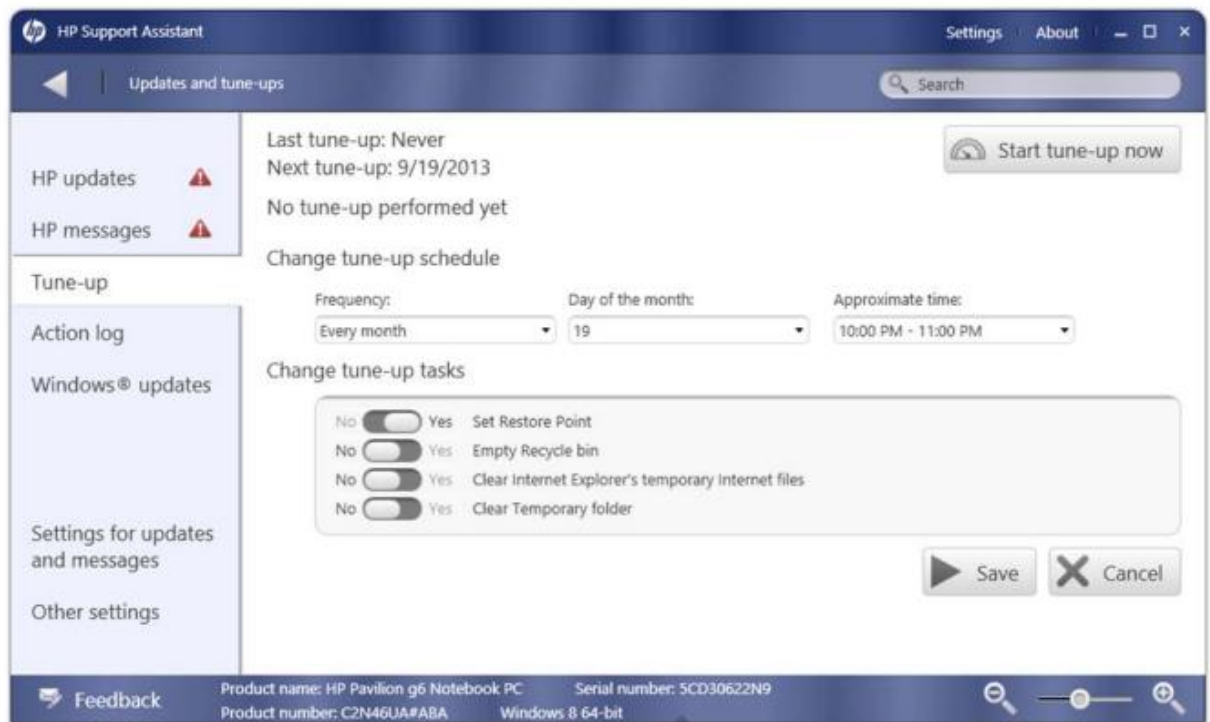 hp HP Support Assistant Settings About
Updates and tune-ups Search
Last tune-up: Never
Next tune-up: 9/19/2013
Start tune-up now
No tune-up performed yet
HP updates
HP messages
Tune-up
Action log
Windows® updates
Settings for updates
and messages
Other settings
Change tune-up schedule
Frequency: Day of the month: Approximate time:
Every month 19 10:00 PM - 11:00 PM
Change tune-up tasks
No Yes Set Restore Point
No Yes Empty Recycle bin
No Yes Clear Internet Explorer's temporary Internet files
No Yes Clear Temporary folder
Save Cancel
Feedback
Product name: HP Pavilion g6 Notebook PC Serial number: 5CD30622N9
Product number: C2N46UA#ABA Windows 8 64-bit